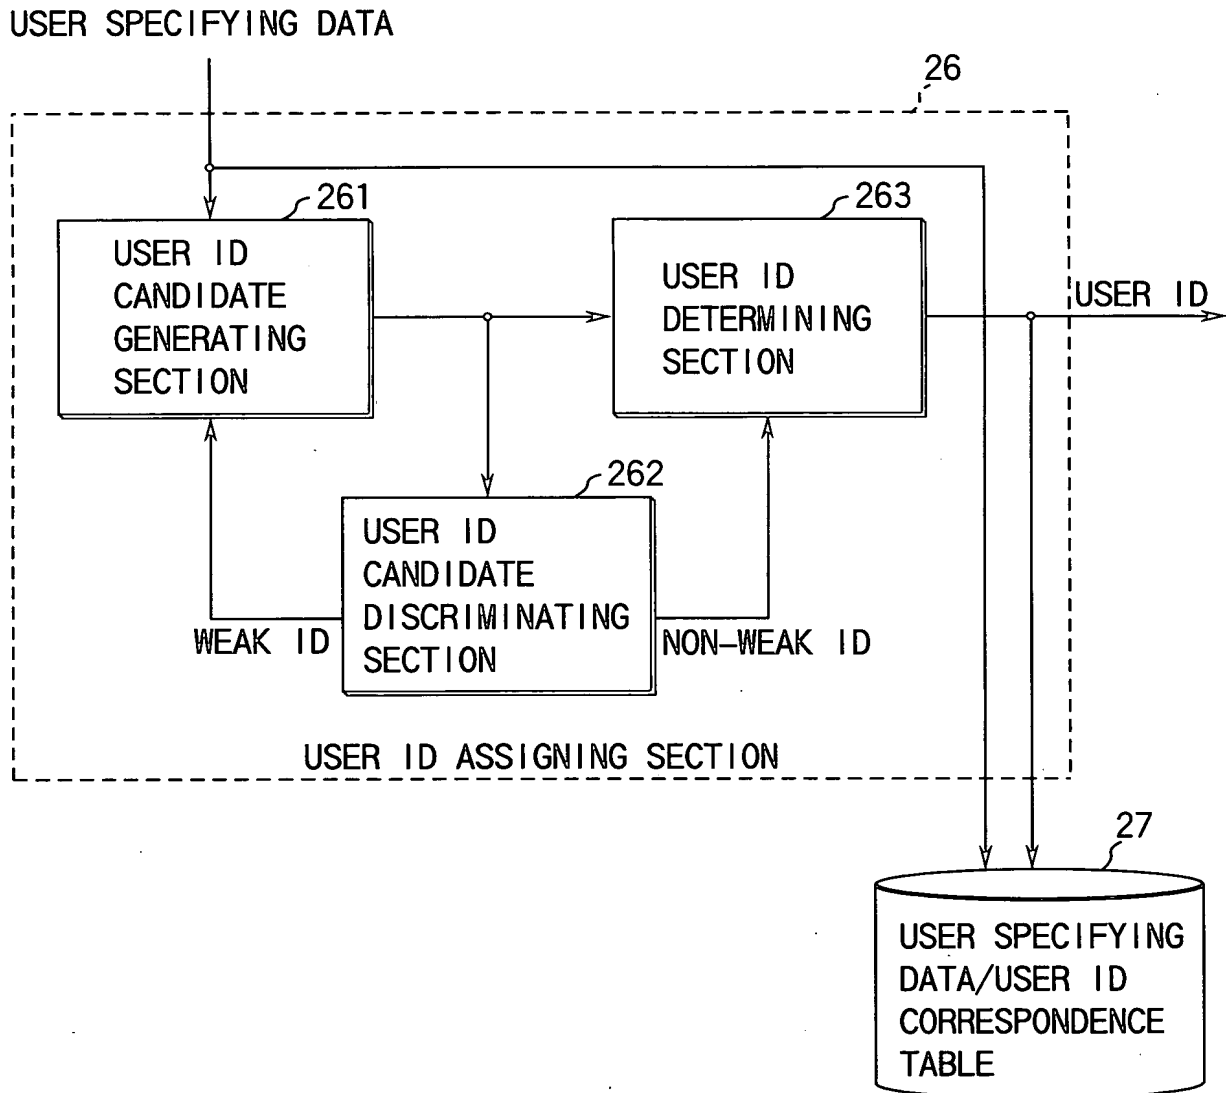 USER SPECIFYING DATA
26
261
USER ID
CANDIDATE
GENERATING
SECTION
263
USER ID
DETERMINING
SECTION
USER ID
262
USER ID
CANDIDATE
DISCRIMINATING
SECTION
WEAK ID
NON-WEAK ID
USER ID ASSIGNING SECTION
27
USER SPECIFYING
DATA/USER ID
CORRESPONDENCE
TABLE